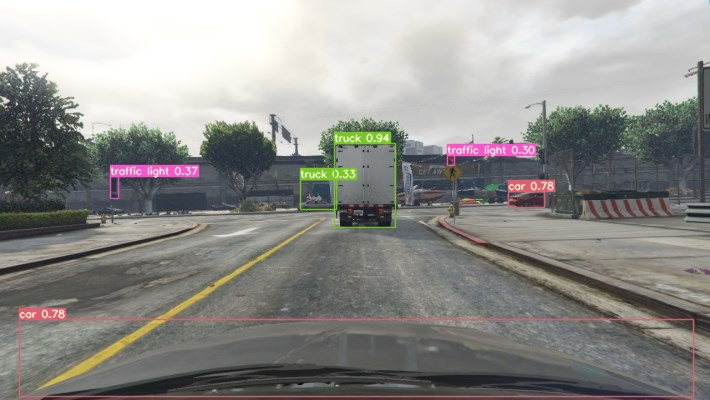 truck 0.94
traffic light 0.30
traffic light 0.37
truck 0.33
car 0.78
car 0.78